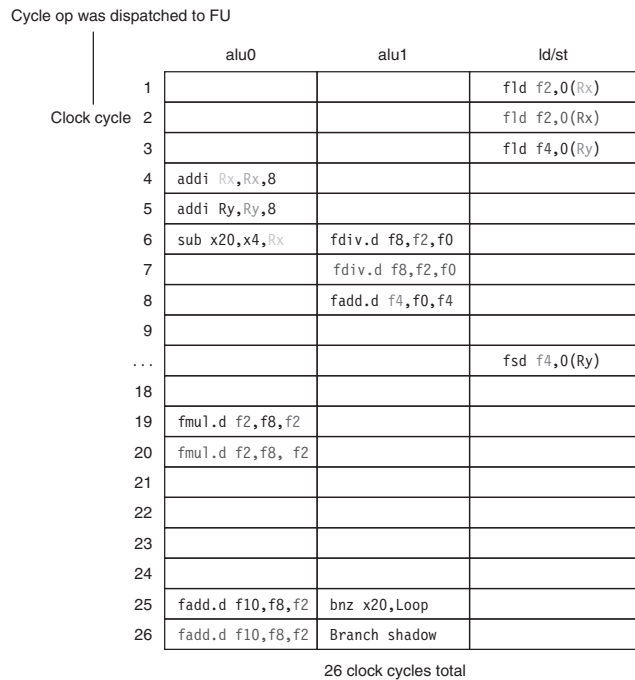 Cycle op was dispatched to FU
alu0 alu1 ld/st
1 fld f2,0(Rx)
Clock cycle 2 fld f2,0(Rx)
3 fld f4,0(Ry)
4 addi Rx,Rx,8
5 addi Ry,Ry,8
6 sub x20,x4,Rx fdiv.d f8,f2,f0
7 fdiv.d f8,f2,f0
8 fadd.d f4,f0,f4
9
... fsd f4,0(Ry)
18
19 fmul.d f2,f8,f2
20 fmul.d f2,f8, f2
21
22
23
24
25 fadd.d f10,f8,f2 bnz x20,Loop
26 fadd.d f10,f8,f2 Branch shadow
26 clock cycles total